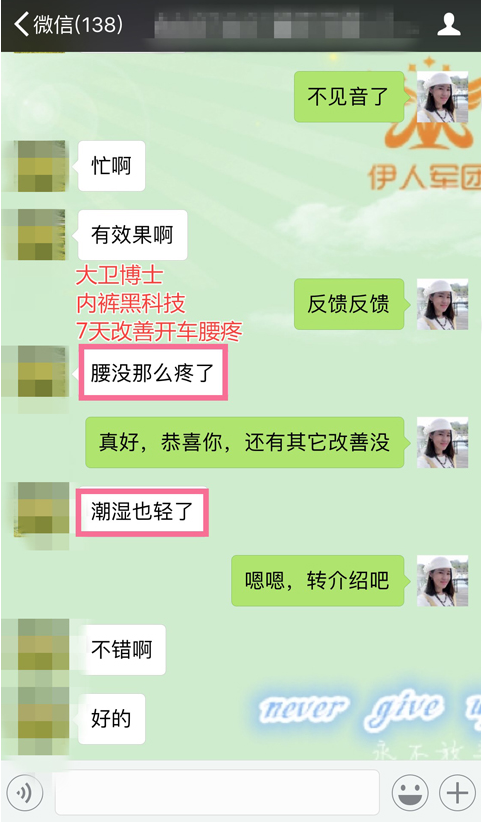 微信(138)
不见音了
伊人军团
忙啊
有效果啊
大卫博士
内裤黑科技
7天改善开车腰疼
反馈反馈
腰没那么疼了
真好，恭喜你，还有其它改善没
潮湿也轻了
嗯嗯，转介绍吧
不错啊
好的
never give
永不放